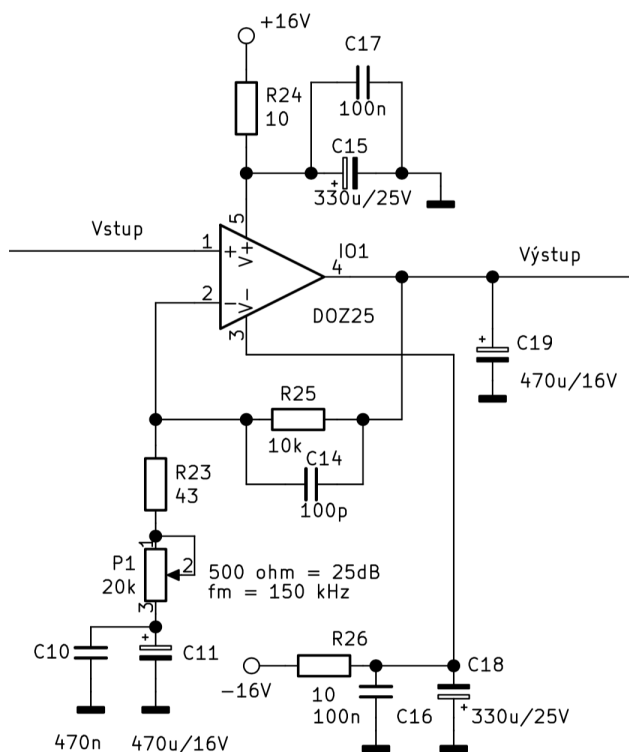 +16V
C17
R24
10
100n
C15
+
330u/25V
5
Vstup
1
+
V+
IO1
4
Výstup
2
–
V-
3
DOZ25
+
C19
470u/16V
R25
10k
C14
100p
R23
43
1
P1
20k
2
3
500 ohm = 25dB
fm = 150 kHz
C10
+
C11
470n
470u/16V
R26
-16V
10
100n
C16
C18
+
330u/25V